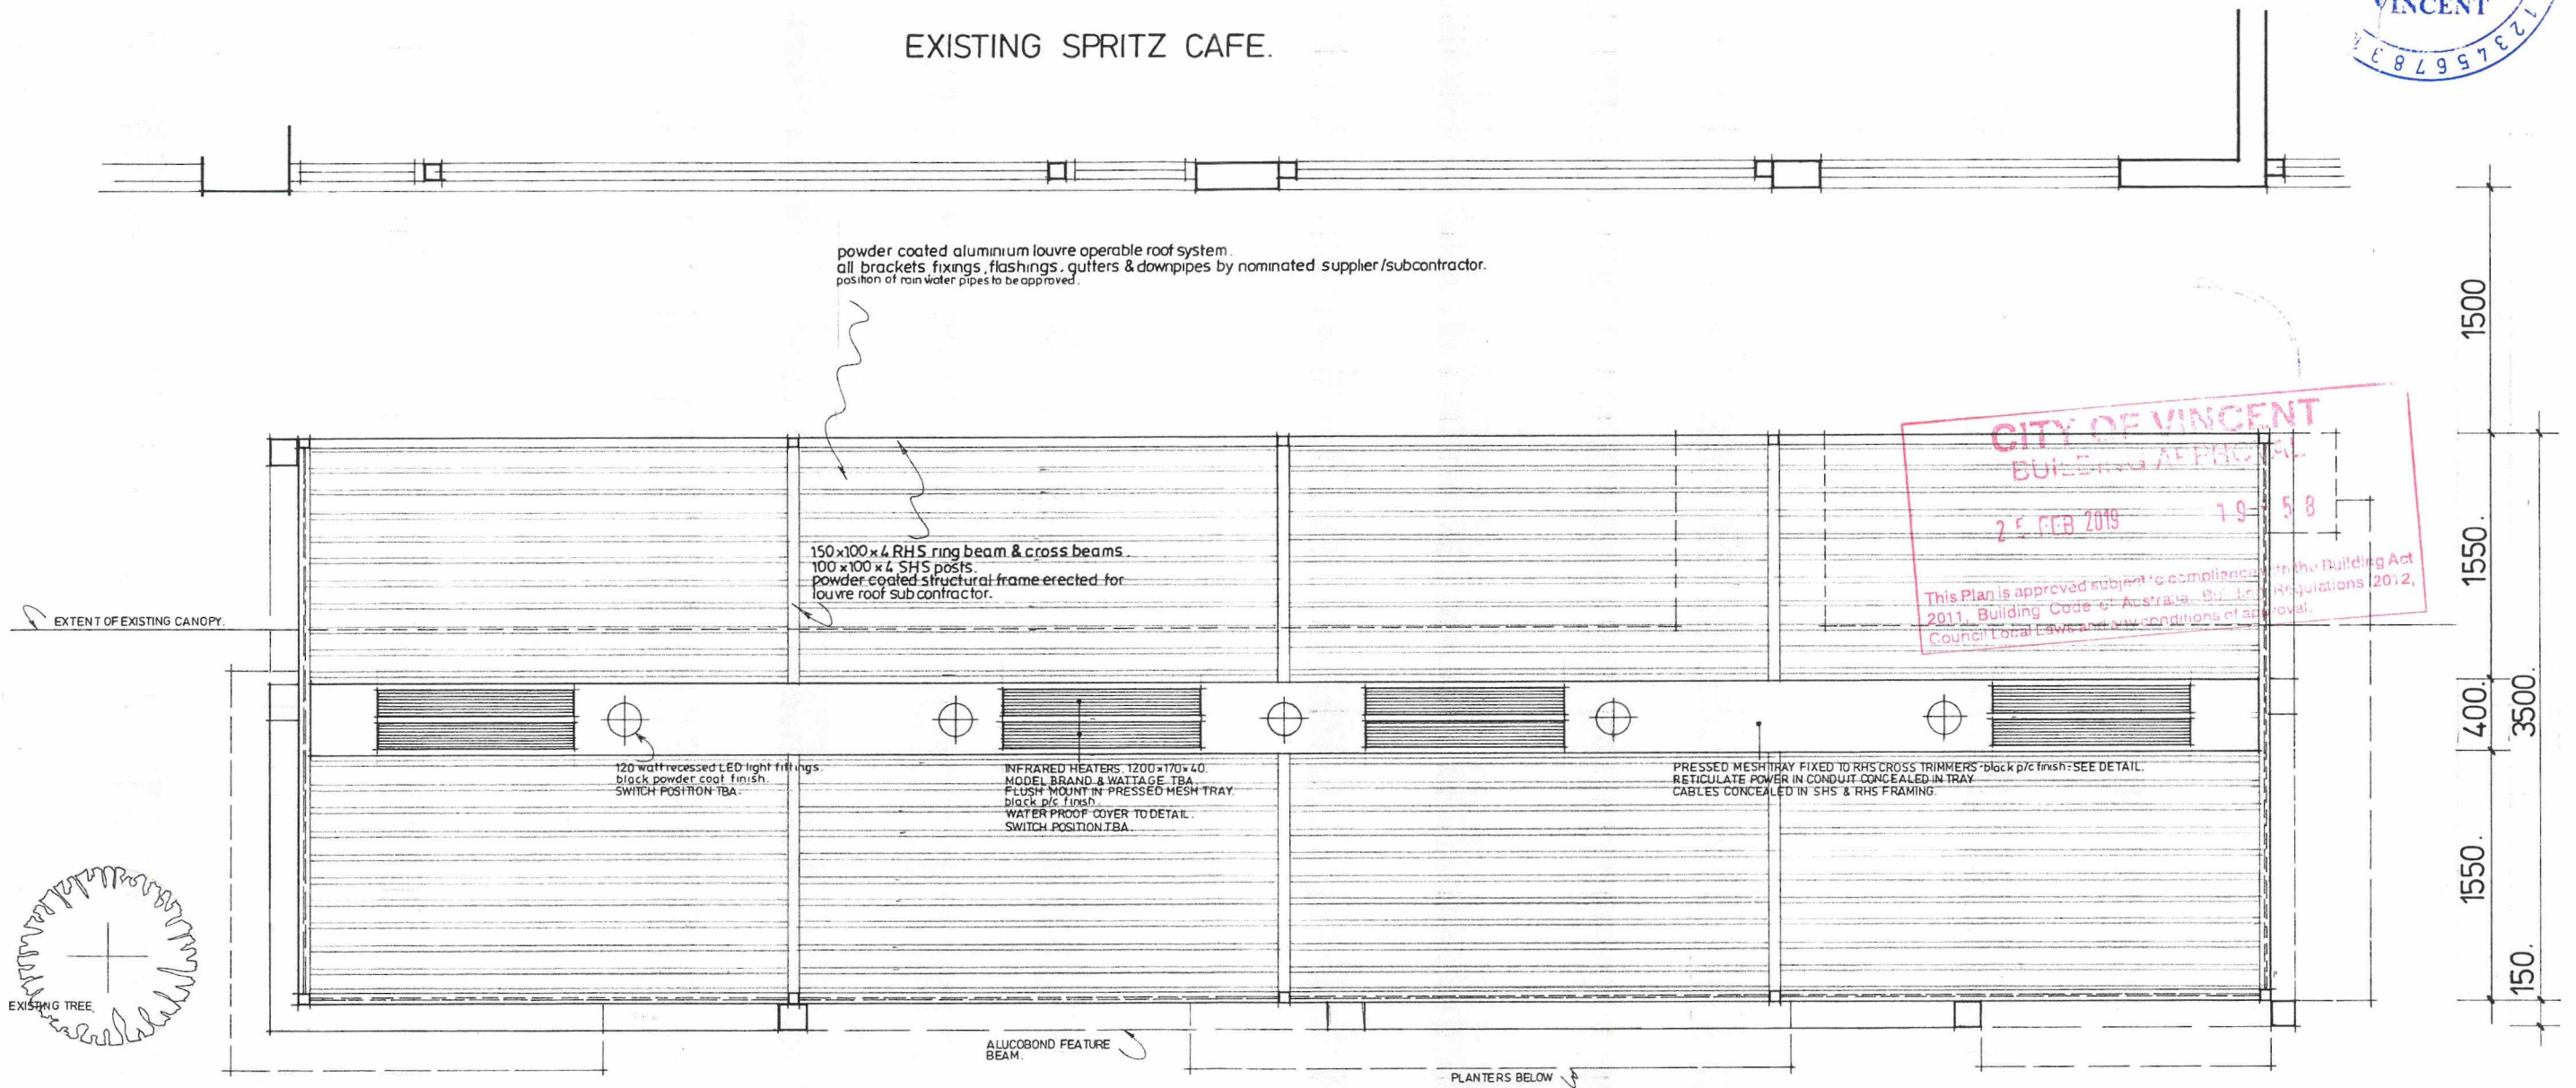 VINCENT
EXISTING SPRITZ CAFE.
powder coated aluminium louvre operable roof system.
all brackets fixings, flashings, gutters & downpipes by nominated supplier/subcontractor.
position of rain water pipes to be approved.
1500
CITY OF VINCENT
BUILDING APPROVAL
FEB 2019
This Plan is approved subject to compliance with the Building Act
2011, Building Code of Australia, Building Regulations 2012,
Council Local Laws and any conditions of approval.
150x100x4 RHS ring beam & cross beams.
100x100x4 SHS posts.
powder coated structural frame erected for
louvre roof subcontractor.
1550.
EXTENT OF EXISTING CANOPY.
400.
3500.
120 watt recessed LED light fittings.
black powder coat finish.
SWITCH POSITION TBA.
INFRARED HEATERS. 1200x170x40.
MODEL BRAND & WATTAGE TBA.
FLUSH MOUNT IN PRESSED MESH TRAY.
black p/c finish.
WATER PROOF COVER TO DETAIL.
SWITCH POSITION TBA.
PRESSED MESH TRAY FIXED TO RHS CROSS TRIMMERS - black p/c finish - SEE DETAIL.
RETICULATE POWER IN CONDUIT CONCEALED IN TRAY
CABLES CONCEALED IN SHS & RHS FRAMING.
1550.
150.
EXISTING TREE.
ALUCOBOND FEATURE
BEAM.
PLANTERS BELOW